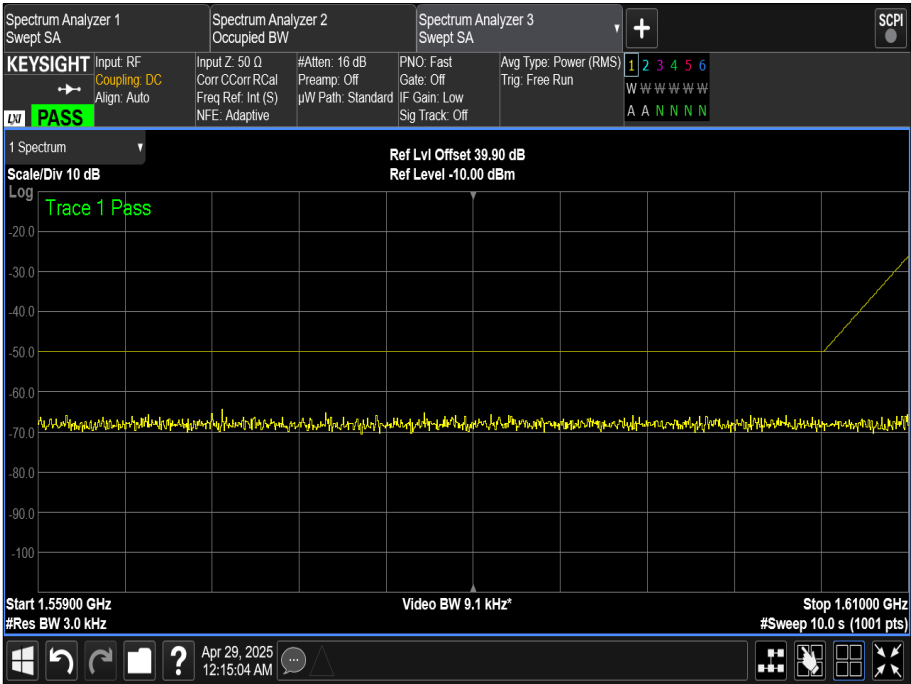 Spectrum Analyzer 1
Swept SA
Spectrum Analyzer 2
Occupied BW
Spectrum Analyzer 3
Swept SA
+
SCPI
KEYSIGHT
LXI
PASS
Input: RF
Coupling: DC
Align: Auto
Input Z: 50 Ω
Corr CCorr RCal
Freq Ref: Int (S)
NFE: Adaptive
#Atten: 16 dB
Preamp: Off
µW Path: Standard
PNO: Fast
Gate: Off
IF Gain: Low
Sig Track: Off
Avg Type: Power (RMS)
Trig: Free Run
1 2 3 4 5 6
W W W W W W
A A N N N N
1 Spectrum
Scale/Div 10 dB
Ref Lvl Offset 39.90 dB
Ref Level -10.00 dBm
Log
Trace 1 Pass
-20.0
-30.0
-40.0
-50.0
-60.0
-70.0
-80.0
-90.0
-100
Start 1.55900 GHz
#Res BW 3.0 kHz
Video BW 9.1 kHz*
Stop 1.61000 GHz
#Sweep 10.0 s (1001 pts)
?
Apr 29, 2025
12:15:04 AM